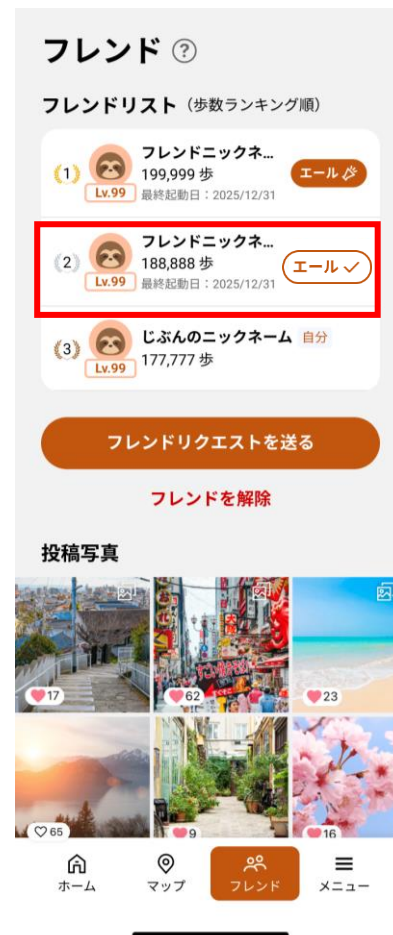 フレンド ?
フレンドリスト（歩数ランキング順）
1
フレンドニックネ...
199,999 歩
エール
Lv.99
最終起動日：2025/12/31
2
フレンドニックネ...
188,888 歩
エール
Lv.99
最終起動日：2025/12/31
3
じぶんのニックネーム 自分
177,777 歩
Lv.99
フレンドリクエストを送る
フレンドを解除
投稿写真
17
62
23
65
9
16
ホーム
マップ
フレンド
メニュー